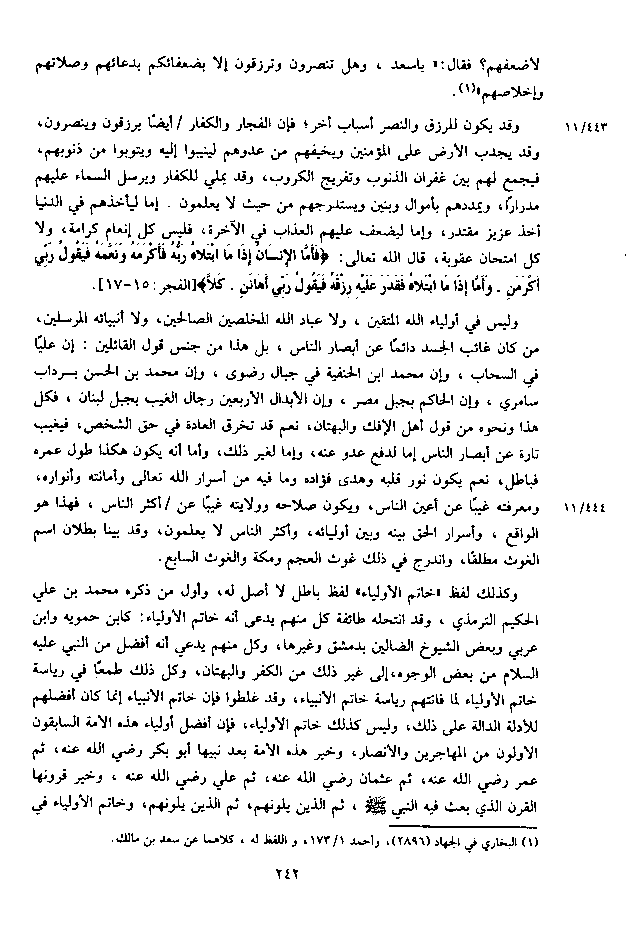 لأضعفهم؟ فقال: « ياسعد ، وهل تنصرون وترزقون إلا بضعفائكم بدعائهم وصلاتهم
وإخلاصهم»(١).
١١/٤٤٣ وقد يكون للرزق والنصر أسباب أخر؛ فإن الفجار والكفار /أيضًا يرزقون وينصرون،
وقد يجدب الأرض على المؤمنين ويخيفهم من عدوهم لينيبوا إليه ويتوبوا من ذنوبهم،
فيجمع لهم بين غفران الذنوب وتفريج الكروب، وقد يملي للكفار ويرسل السماء عليهم
مدرارًا، ويمددهم بأموال وبنين ويستدرجهم من حيث لا يعلمون . إما ليأخذهم في الدنيا
أخذ عزيز مقتدر، وإما ليضعف عليهم العذاب في الآخرة، فليس كل إنعام كرامة، ولا
كل امتحان عقوبة، قال الله تعالى: ﴿فَأَمَّا الإِنسَانُ إِذَا مَا ابْتَلاهُ رَبُّهُ فَأَكْرَمَهُ وَنَعَّمَهُ فَيَقُولُ رَبِّي
أَكْرَمَنِ . وَأَمَّا إِذَا مَا ابْتَلاهُ فَقَدَرَ عَلَيْهِ رِزْقَهُ فَيَقُولُ رَبِّي أَهَانَنِ . كَلاَّ﴾[الفجر: ١٥-١٧].
وليس في أولياء الله المتقين ، ولا عباد الله المخلصين الصالحين، ولا أنبيائه المرسلين،
من كان غائب الجسد دائمًا عن أبصار الناس ، بل هذا من جنس قول القائلين : إن عليًا
في السحاب ، وإن محمد ابن الحنفية في جبال رضوى ، وإن محمد بن الحسن بسرداب
سامري ، وإن الحاكم بجبل مصر ، وإن الأبدال الأربعين رجال الغيب بجبل لبنان ، فكل
هذا ونحوه من قول أهل الإفك والبهتان، نعم قد تخرق العادة في حق الشخص، فيغيب
تارة عن أبصار الناس إما لدفع عدو عنه، وإما لغير ذلك، وأما أنه يكون هكذا طول عمره
فباطل، نعم يكون نور قلبه وهدى فؤاده وما فيه من أسرار الله تعالى وأمانته وأنواره،
١١/٤٤٤ ومعرفته غيبًا عن أعين الناس، ويكون صلاحه وولايته غيبًا عن /أكثر الناس ، فهذا هو
الواقع ، وأسرار الحق بينه وبين أوليائه، وأكثر الناس لا يعلمون، وقد بينا بطلان اسم
الغوث مطلقًا، واندرج في ذلك غوث العجم ومكة والغوث السابع.
وكذلك لفظ «خاتم الأولياء» لفظ باطل لا أصل له، وأول من ذكره محمد بن علي
الحكيم الترمذي ، وقد انتحله طائفة كل منهم يدعى أنه خاتم الأولياء: كابن حمويه وابن
عربي وبعض الشيوخ الضالين بدمشق وغيرها، وكل منهم يدعى أنه أفضل من النبي عليه
السلام من بعض الوجوه،إلى غير ذلك من الكفر والبهتان، وكل ذلك طمعًا في رياسة
خاتم الأولياء لما فاتتهم رياسة خاتم الأنبياء، وقد غلطوا فإن خاتم الأنبياء إنما كان أفضلهم
للأدلة الدالة على ذلك، وليس كذلك خاتم الأولياء، فإن أفضل أولياء هذه الأمة السابقون
الأولون من المهاجرين والأنصار، وخير هذه الأمة بعد نبيها أبو بكر رضي الله عنه، ثم
عمر رضي الله عنه، ثم عثمان رضي الله عنه، ثم علي رضي الله عنه ، وخير قرونها
القرن الذي بعث فيه النبي ﷺ ، ثم الذين يلونهم، ثم الذين يلونهم، وخاتم الأولياء في
(١) البخاري في الجهاد (٢٨٩٦)، وأحمد ١/ ١٧٣، واللفظ له ، كلاهما عن سعد بن مالك.
٢٤٢